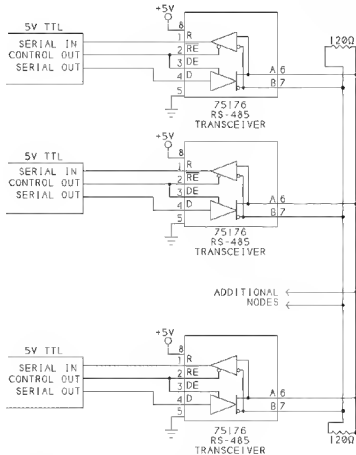 +5V
8
5V TTL
SERIAL IN
CONTROL OUT
SERIAL OUT
1 R
2 RE
3 DE
4 D
5
A 6
B 7
120Ω
75176
RS-485
TRANSCEIVER
+5V
8
5V TTL
SERIAL IN
CONTROL OUT
SERIAL OUT
1 R
2 RE
3 DE
4 D
5
A 6
B 7
75176
RS-485
TRANSCEIVER
ADDITIONAL
NODES
+5V
8
5V TTL
SERIAL IN
CONTROL OUT
SERIAL OUT
1 R
2 RE
3 DE
4 D
5
A 6
B 7
75176
RS-485
TRANSCEIVER
120Ω